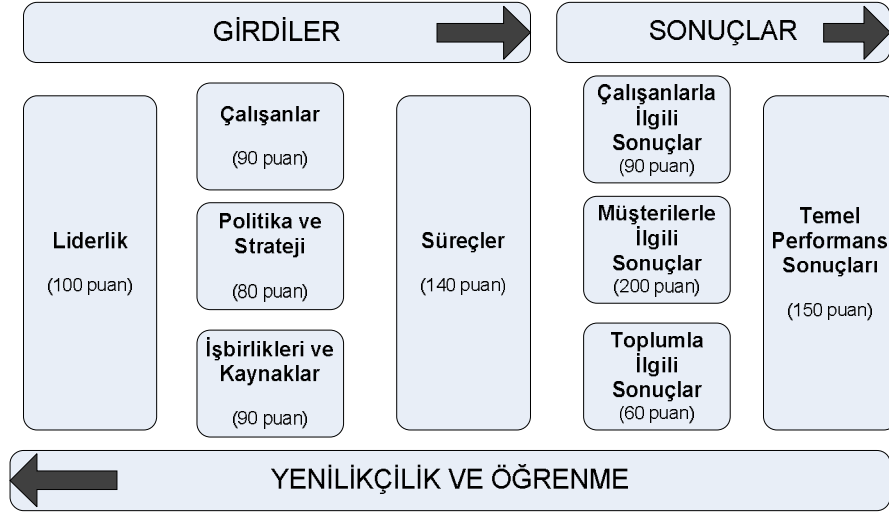 GİRDİLER
SONUÇLAR
Liderlik
(100 puan)
Çalışanlar
(90 puan)
Politika ve
Strateji
(80 puan)
İşbirlikleri ve
Kaynaklar
(90 puan)
Süreçler
(140 puan)
Çalışanlarla
İlgili
Sonuçlar
(90 puan)
Müşterilerle
İlgili
Sonuçlar
(200 puan)
Toplumla
İlgili
Sonuçlar
(60 puan)
Temel
Performans
Sonuçları
(150 puan)
YENİLİKÇİLİK VE ÖĞRENME